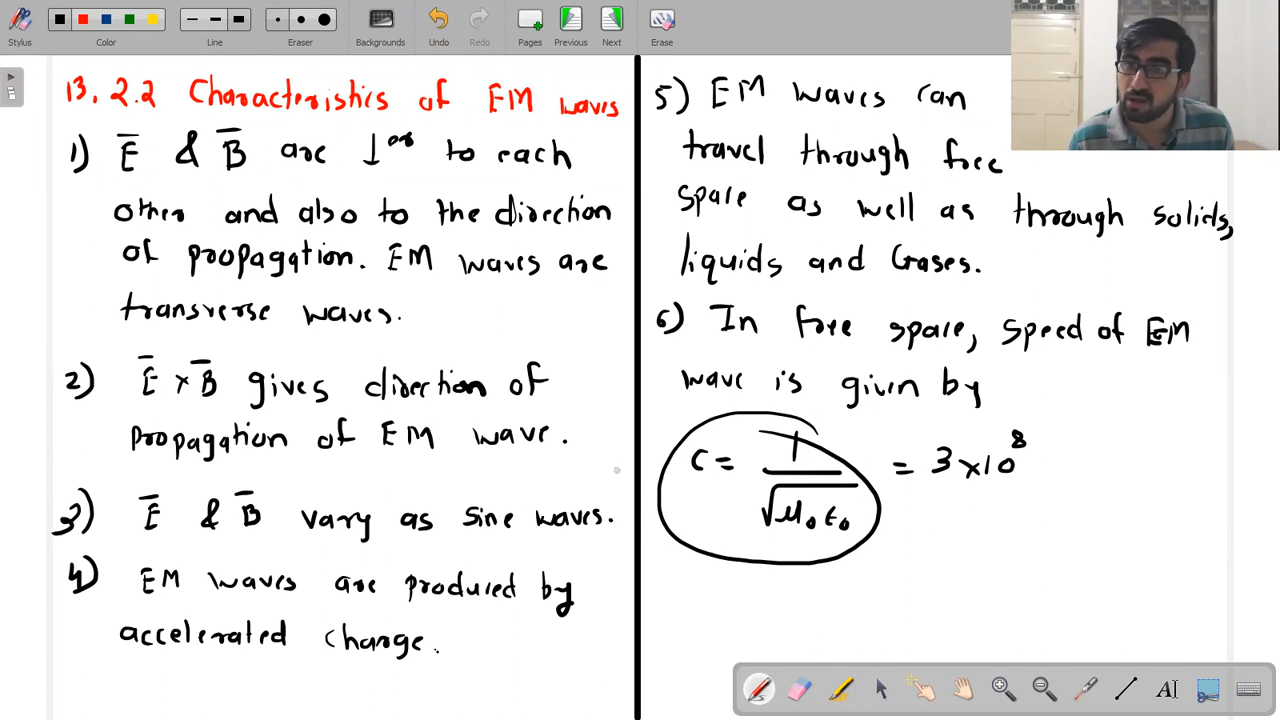 Stylus
Color
Line
Eraser
Backgrounds
Undo
Redo
Pages
Previous
Next
Erase
13.2.2 Characteristics of EM waves
1) E̅ & B̅ are ⊥ar to each
other and also to the direction
of propagation. EM waves are
transverse waves.
2) E̅ × B̅ gives direction of
propagation of EM wave.
3) E̅ & B̅ vary as sine waves.
4) EM waves are produced by
accelerated charge.
5) EM waves can
travel through free
space as well as through solids,
liquids and Gases.
6) In free space, speed of EM
wave is given by
c = 1/√μ₀ε₀ = 3×10⁸
AI